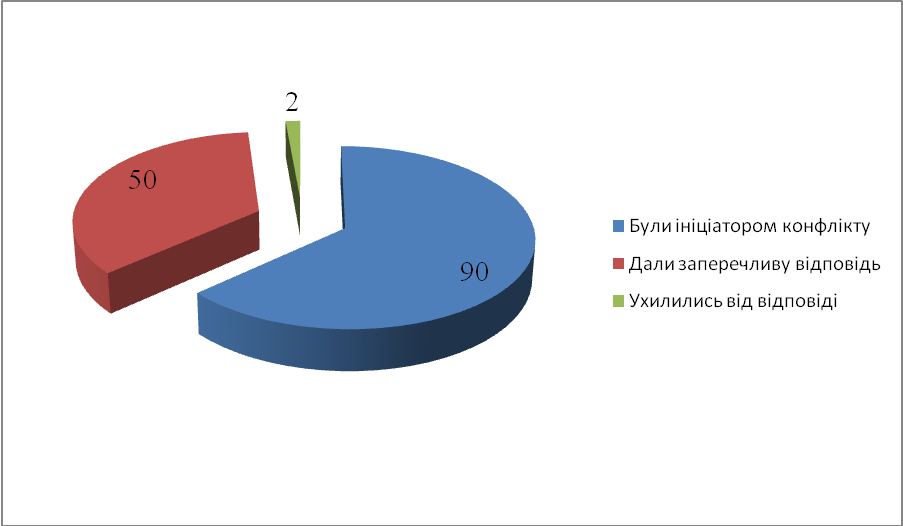 2
50
90
Були ініціатором конфлікту
Дали заперечливу відповідь
Ухилились від відповіді